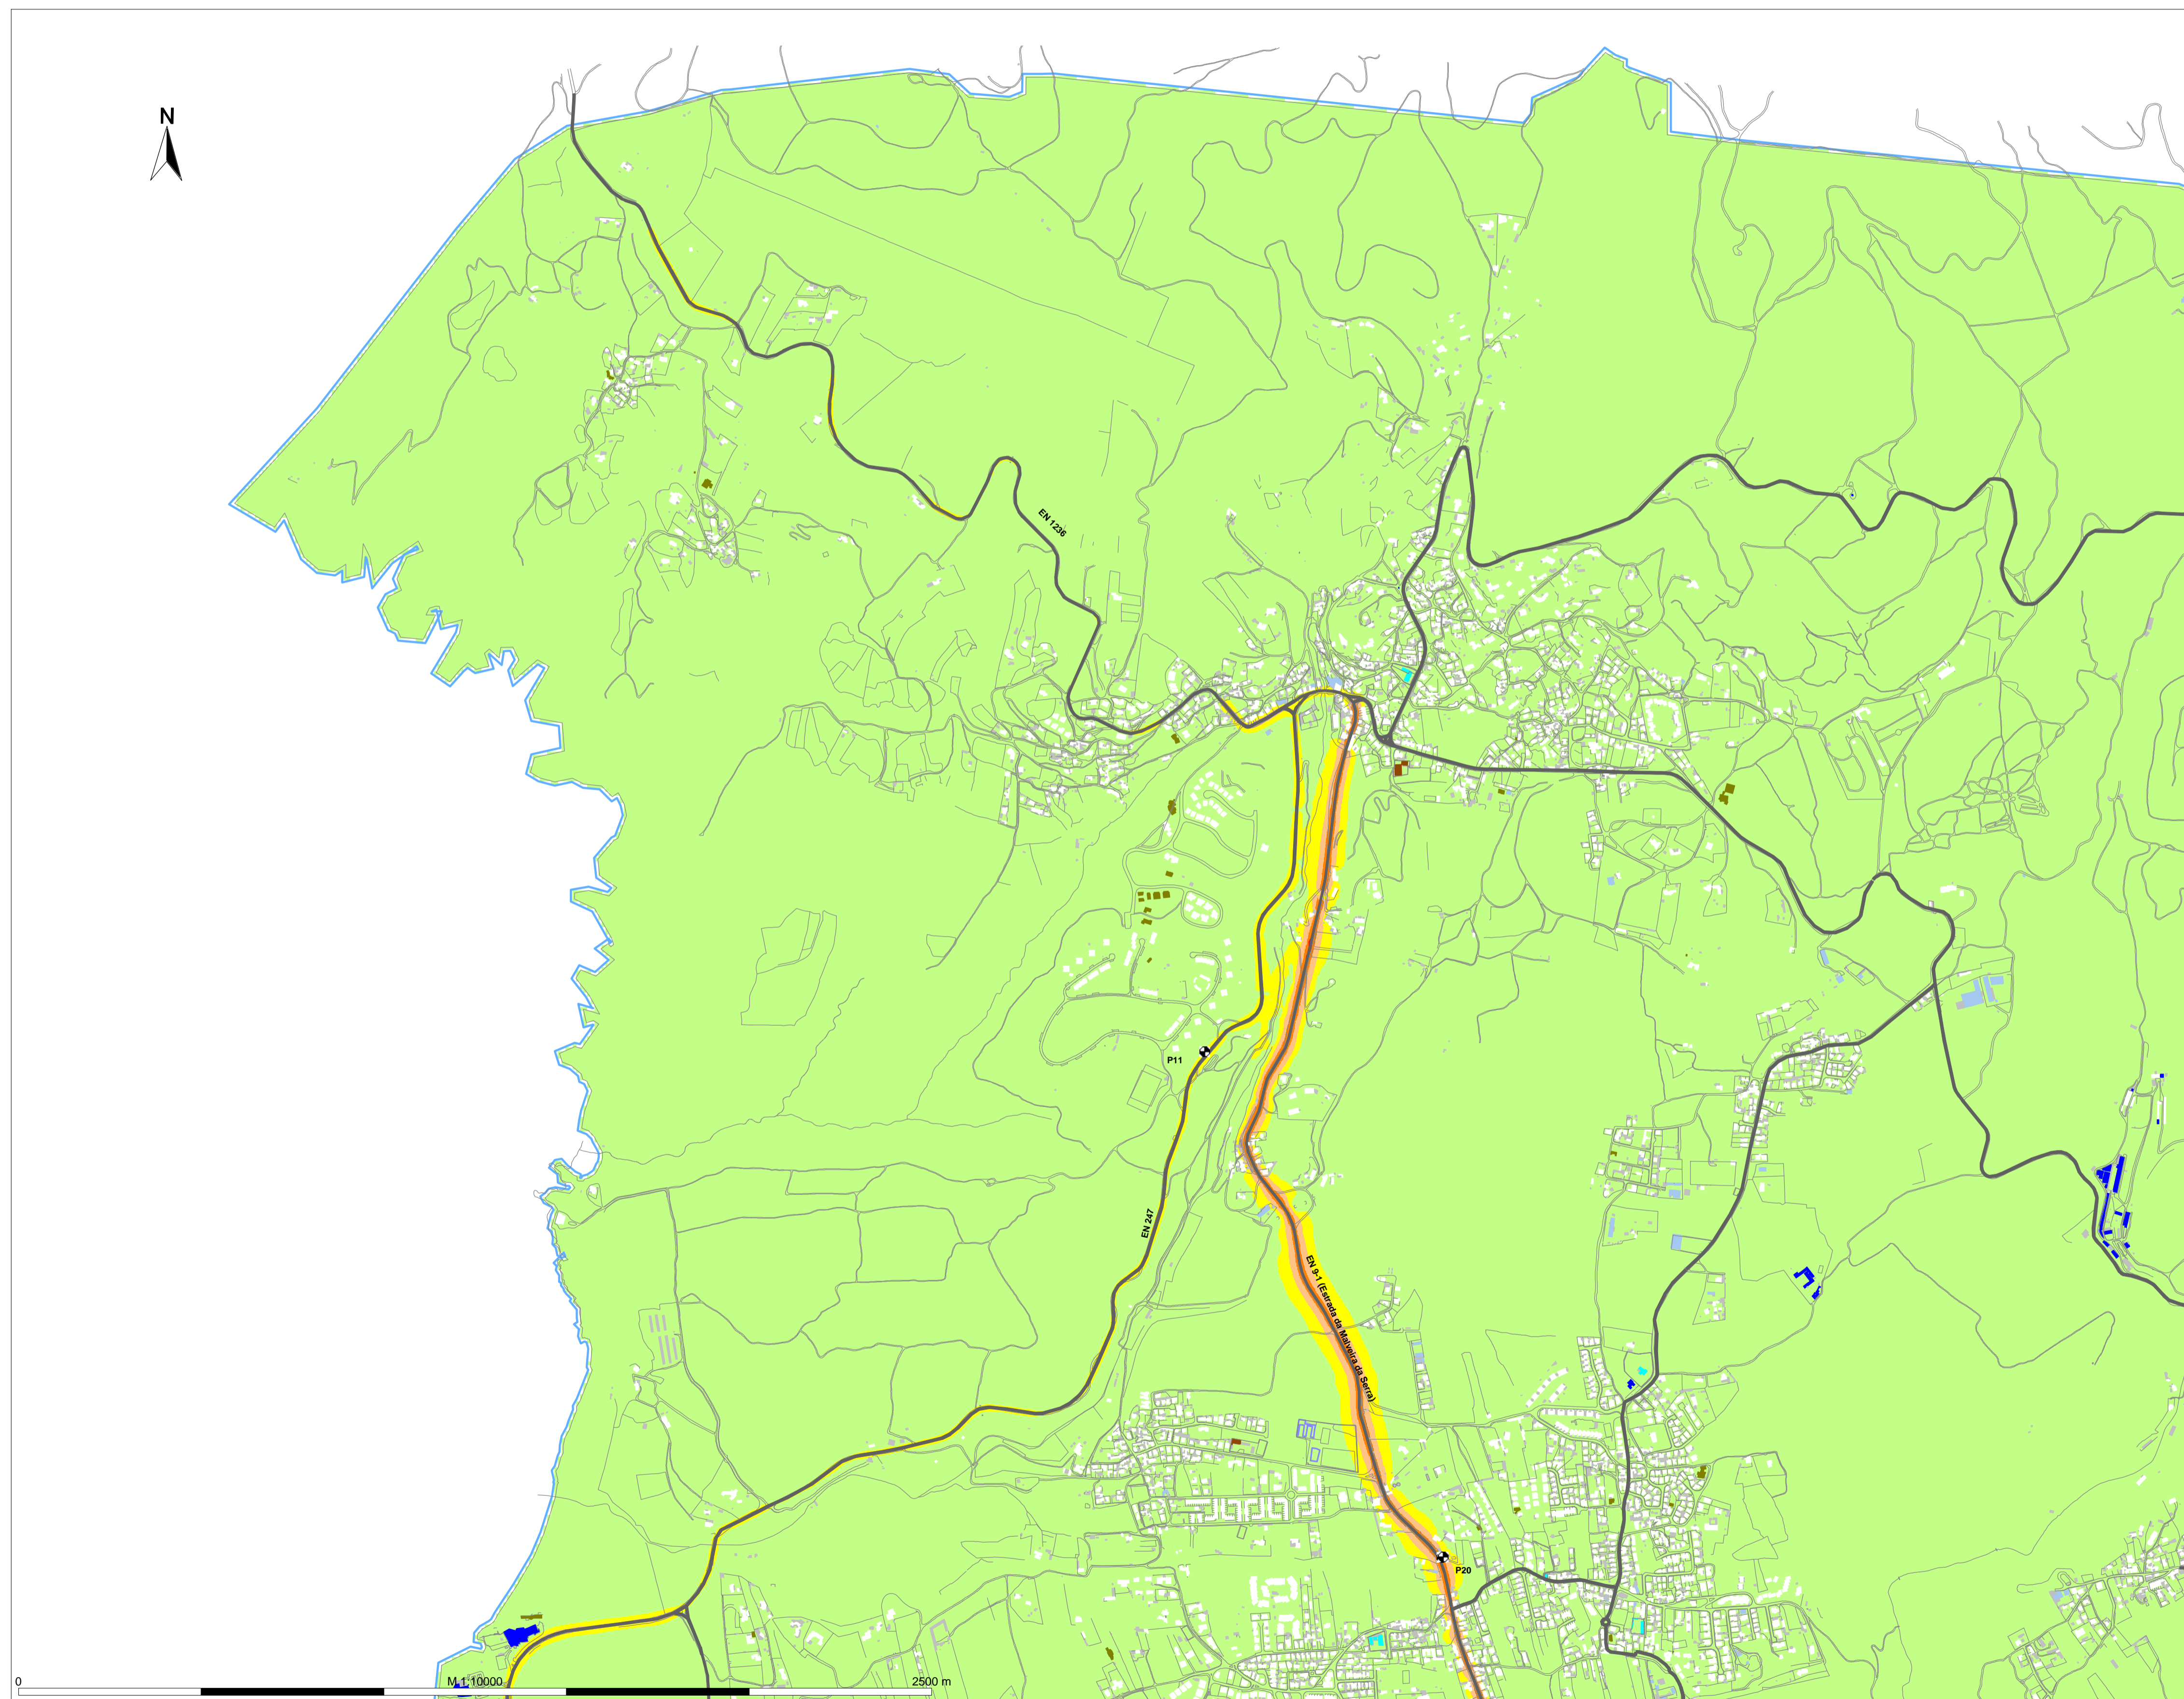 N
EN 1236
P11
EN 247
EN 9-1 (Estrada da Malveira da Serra)
P20
0
M 1:10000
2500 m